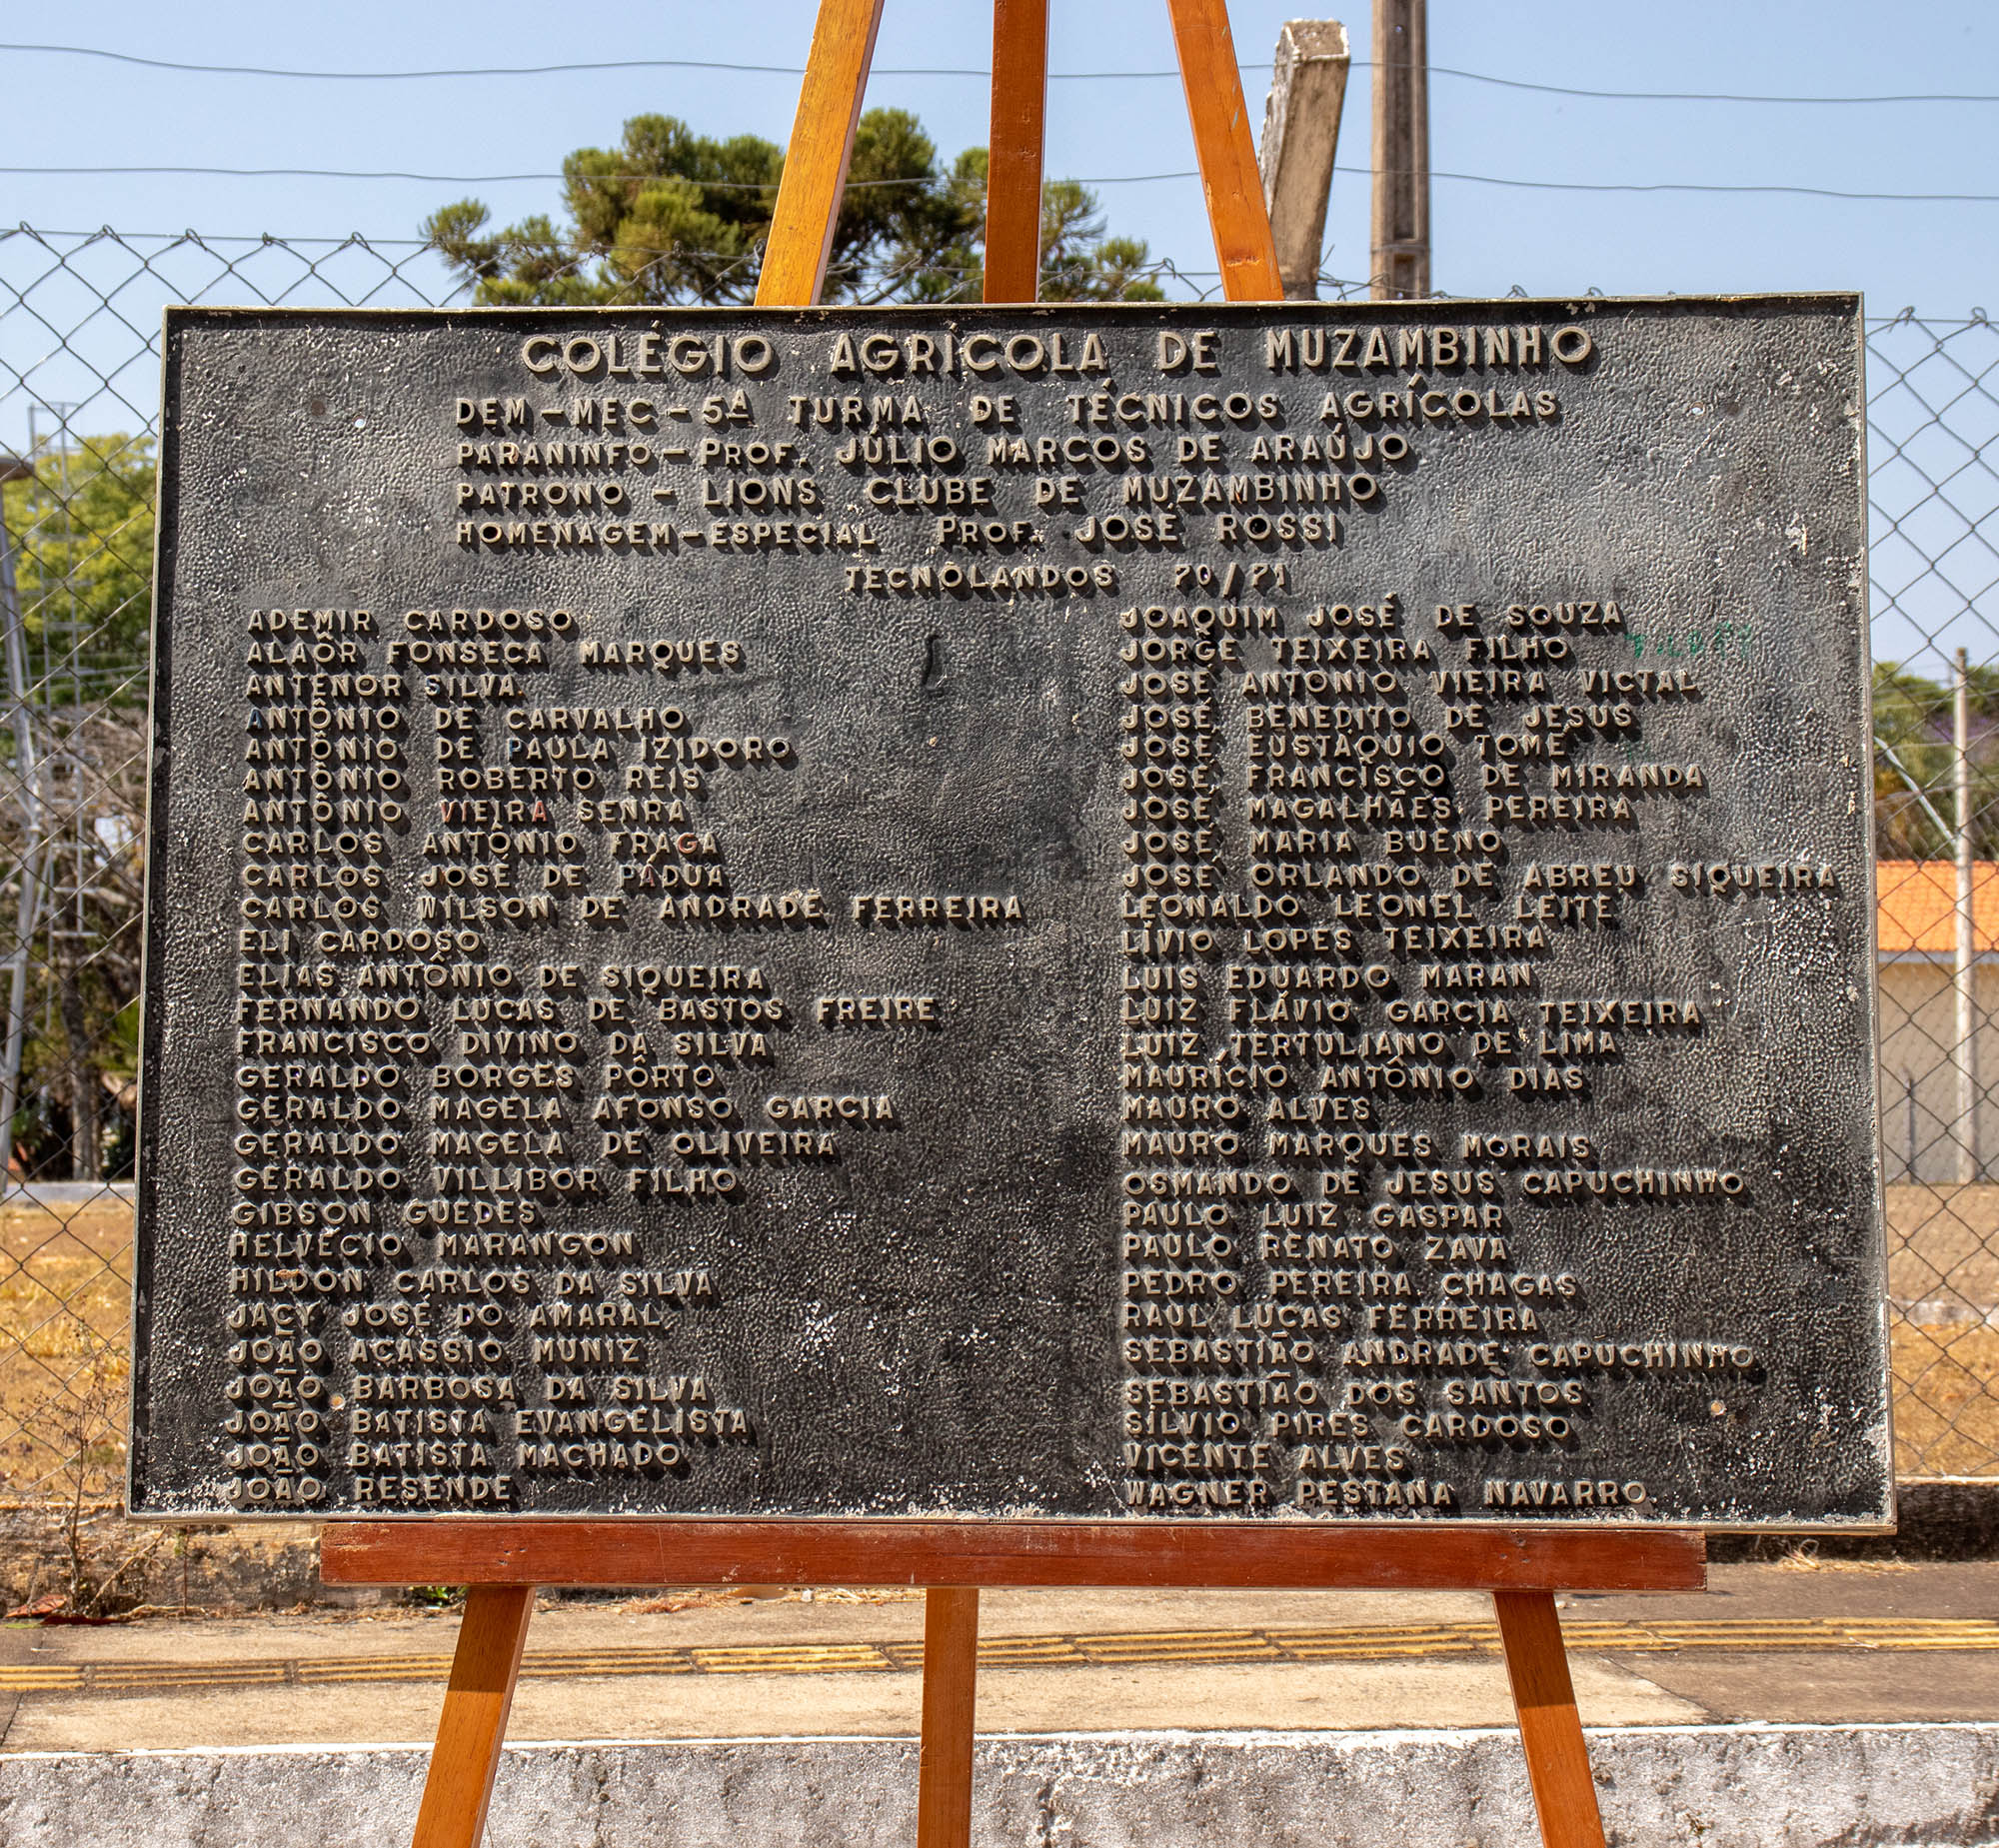 COLÉGIO AGRÍCOLA DE MUZAMBINHO
DEM-MEC-5ª TURMA DE TÉCNICOS AGRÍCOLAS
PARANINFO-PROF. JÚLIO MARCOS DE ARAÚJO
PATRONO - LIONS CLUBE DE MUZAMBINHO
HOMENAGEM-ESPECIAL PROF. JOSÉ ROSSI
TECNOLANDOS 70/71
ADEMIR CARDOSO
ALAÔR FONSECA MARQUES
ANTENOR SILVA
ANTÔNIO DE CARVALHO
ANTÔNIO DE PAULA IZIDORO
ANTÔNIO ROBERTO REIS
ANTÔNIO VIEIRA SENRA
CARLOS ANTÔNIO FRAGA
CARLOS JOSÉ DE PÁDUA
CARLOS WILSON DE ANDRADE FERREIRA
ELI CARDOSO
ELIAS ANTÔNIO DE SIQUEIRA
FERNANDO LUCAS DE BASTOS FREIRE
FRANCISCO DIVINO DA SILVA
GERALDO BORGES PÔRTO
GERALDO MAGELA AFONSO GARCIA
GERALDO MAGELA DE OLIVEIRA
GERALDO VILLIBOR FILHO
GIBSON GUEDES
HELVÉCIO MARANGON
HILDON CARLOS DA SILVA
JACY JOSÉ DO AMARAL
JOÃO ACÁSSIO MUNIZ
JOÃO BARBOSA DA SILVA
JOÃO BATISTA EVANGELISTA
JOÃO BATISTA MACHADO
JOÃO RESENDE
JOAQUIM JOSÉ DE SOUZA
JORGE TEIXEIRA FILHO
JOSÉ ANTONIO VIEIRA VICTAL
JOSÉ BENEDITO DE JESUS
JOSÉ EUSTÁQUIO TOMÉ
JOSÉ FRANCISCO DE MIRANDA
JOSÉ MAGALHÃES PEREIRA
JOSÉ MARIA BUENO
JOSÉ ORLANDO DE ABREU SIQUEIRA
LEONALDO LEONEL LEITE
LÍVIO LOPES TEIXEIRA
LUIS EDUARDO MARAN
LUIZ FLÁVIO GARCIA TEIXEIRA
LUIZ TERTULIANO DE LIMA
MAURÍCIO ANTÔNIO DIAS
MAURO ALVES
MAURO MARQUES MORAIS
OSMANDO DE JESUS CAPUCHINHO
PAULO LUIZ GASPAR
PAULO RENATO ZAVA
PEDRO PEREIRA CHAGAS
RAUL LUCAS FERREIRA
SEBASTIÃO ANDRADE CAPUCHINHO
SEBASTIÃO DOS SANTOS
SÍLVIO PIRES CARDOSO
VICENTE ALVES
WAGNER PESTANA NAVARRO